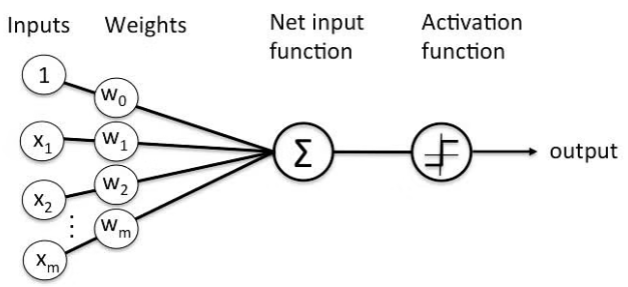 Inputs
Weights
Net input
function
Activation
function
1
w₀
x₁
w₁
x₂
w₂
⋮
wₘ
xₘ
Σ
output